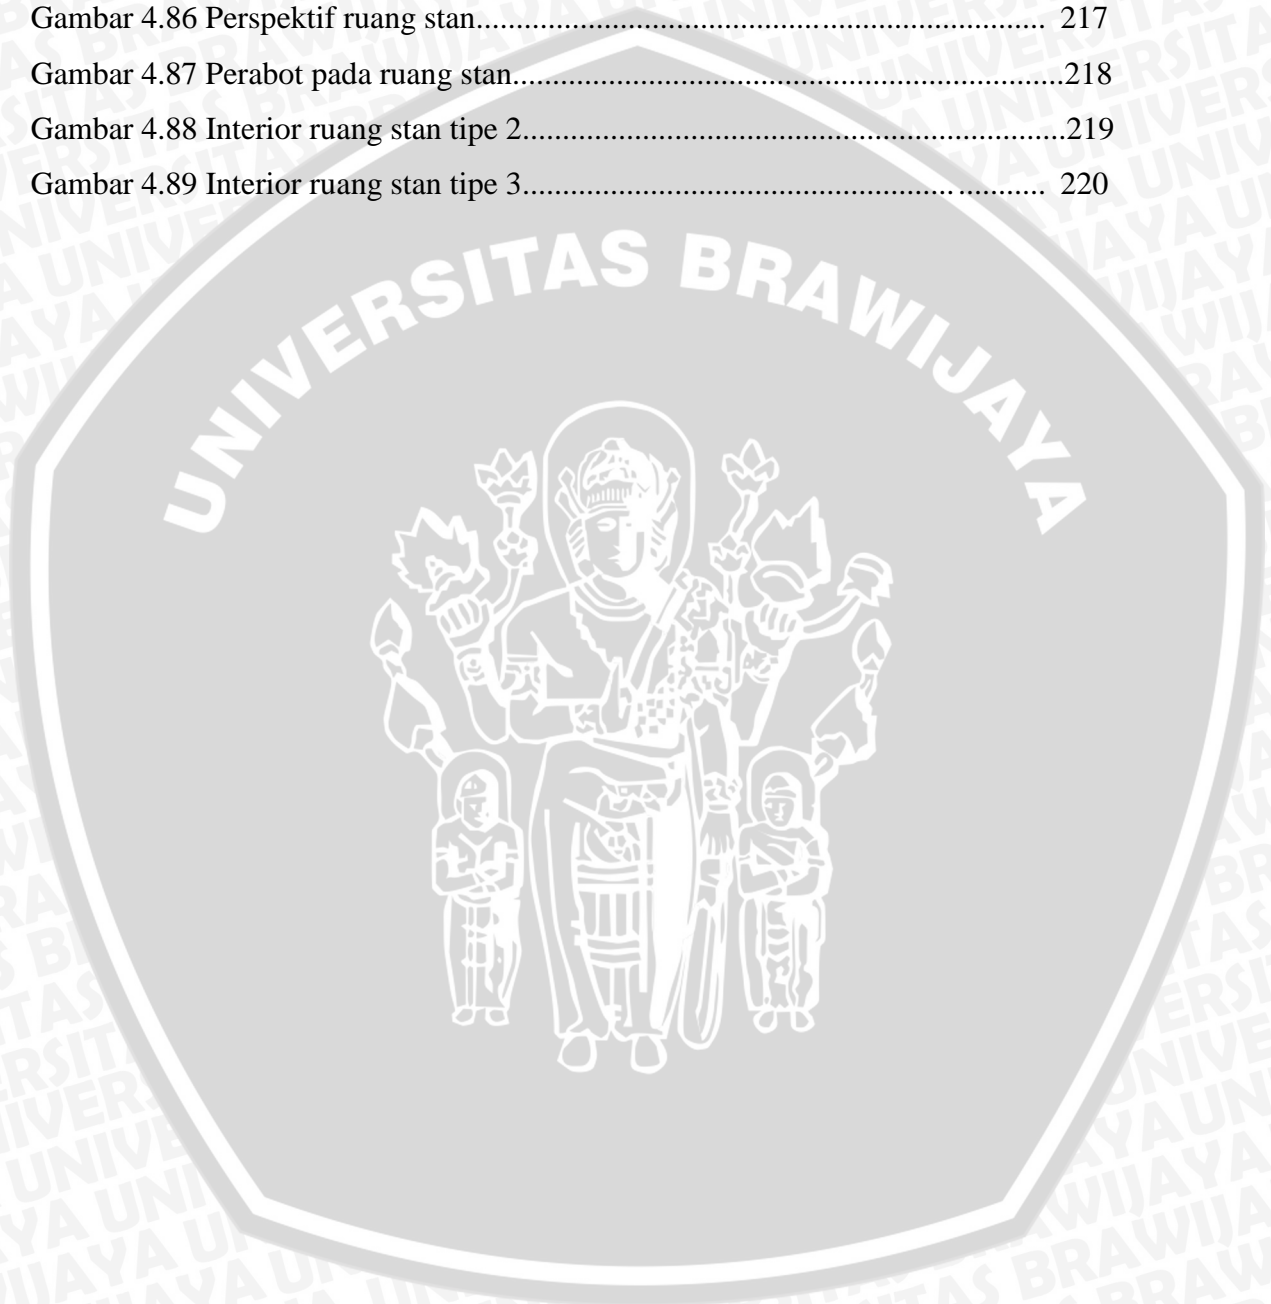 Gambar 4.86 Perspektif ruang stan....................................................................... 217
Gambar 4.87 Perabot pada ruang stan.....................................................................218
Gambar 4.88 Interior ruang stan tipe 2....................................................................219
Gambar 4.89 Interior ruang stan tipe 3................................................................. 220
UNIVERSITAS BRAWIJAYA